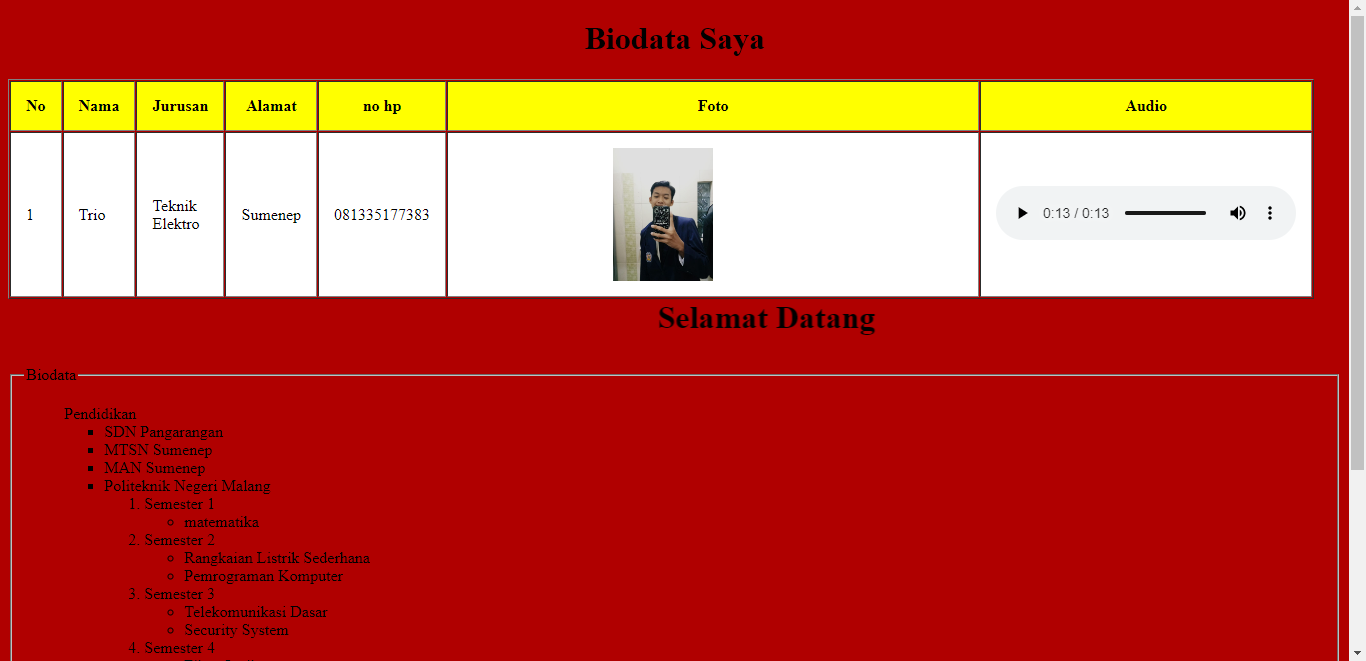 Biodata Saya
No Nama Jurusan Alamat no hp Foto Audio
1 Trio Teknik Elektro Sumenep 081335177383 0:13 / 0:13
Selamat Datang
Biodata
Pendidikan
SDN Pangarangan
MTSN Sumenep
MAN Sumenep
Politeknik Negeri Malang
1. Semester 1
matematika
2. Semester 2
Rangkaian Listrik Sederhana
Pemrograman Komputer
3. Semester 3
Telekomunikasi Dasar
Security System
4. Semester 4